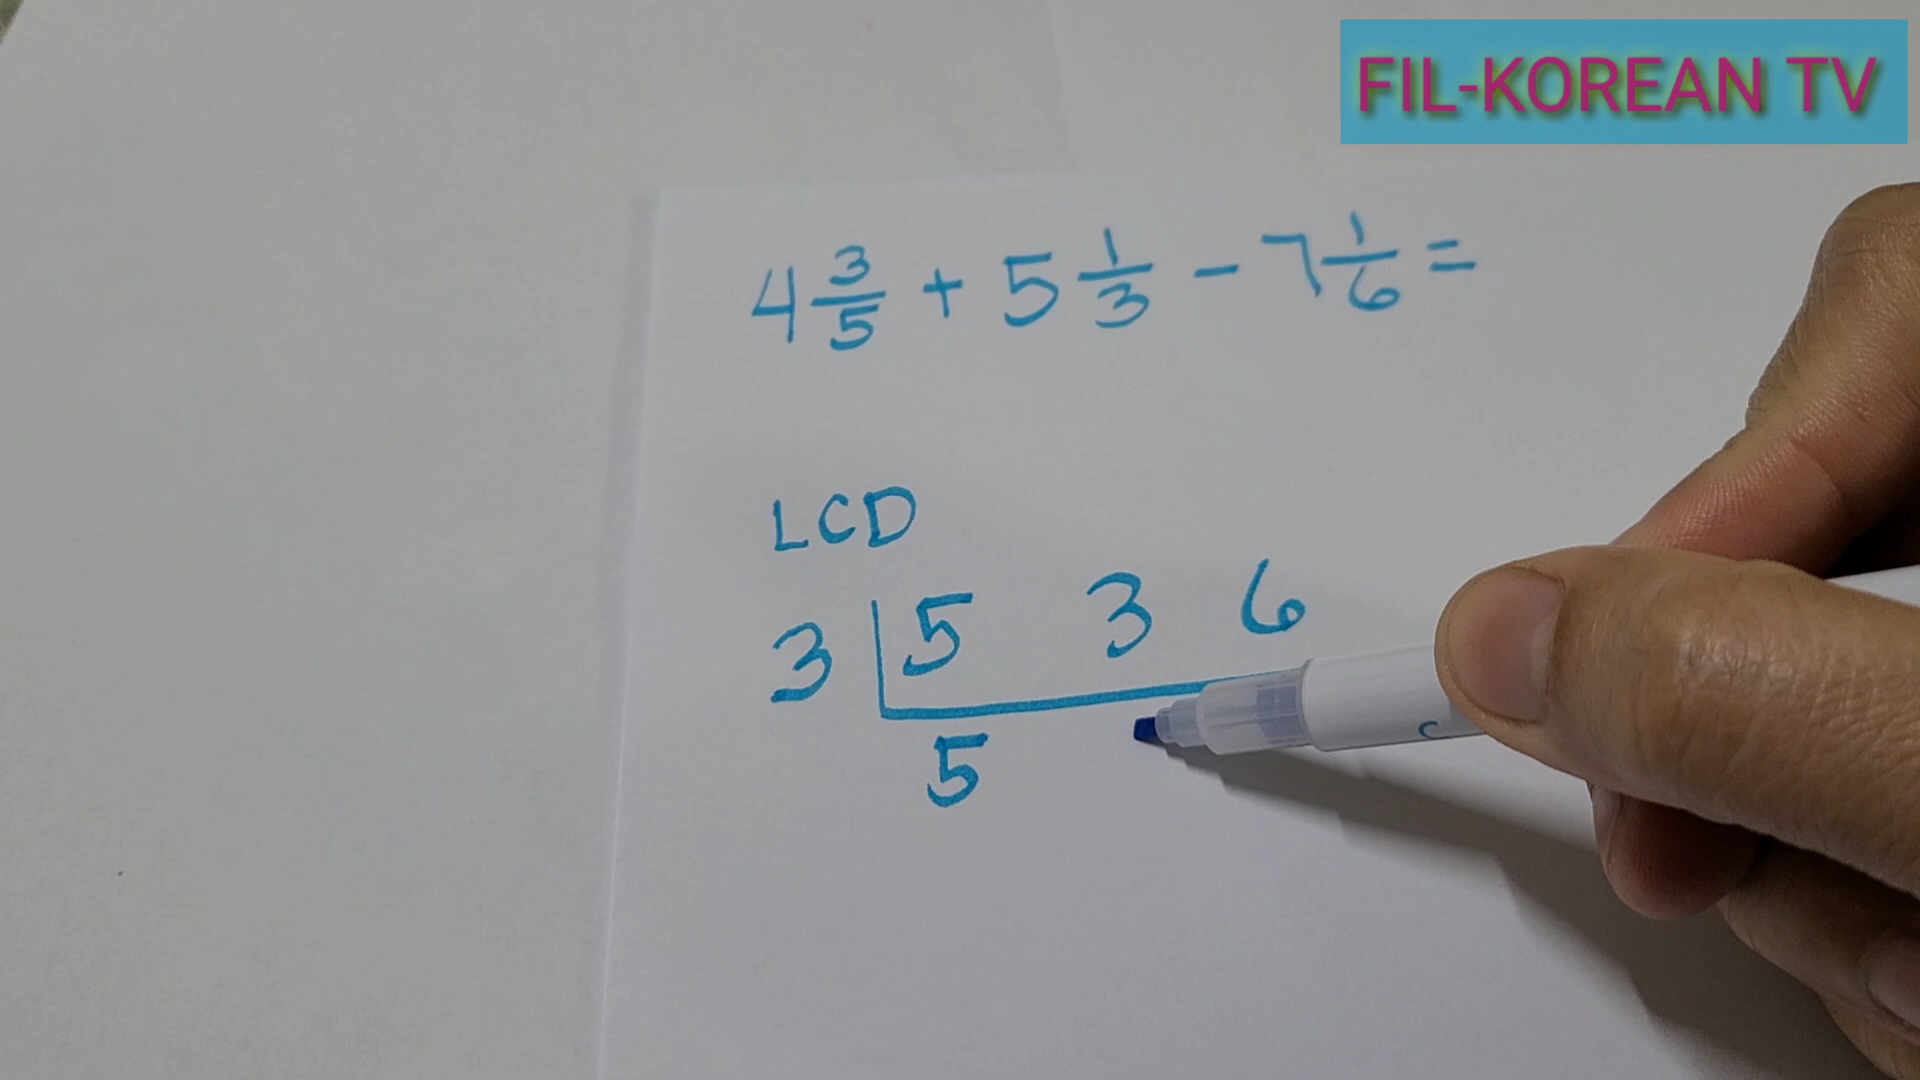 FIL-KOREAN TV
4 3/5 + 5 1/3 - 7 1/6 =
LCD
3 | 5 3 6
5